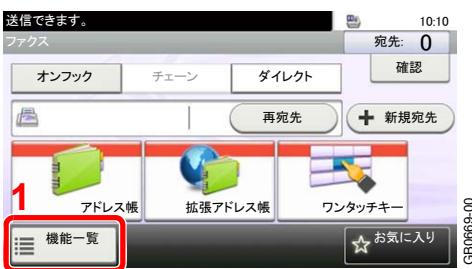 送信できます。 10:10
ファクス 宛先: 0
オンフック チェーン ダイレクト 確認
再宛先 新規宛先
アドレス帳 拡張アドレス帳 ワンタッチキー
1
機能一覧 お気に入り
GB0669-00